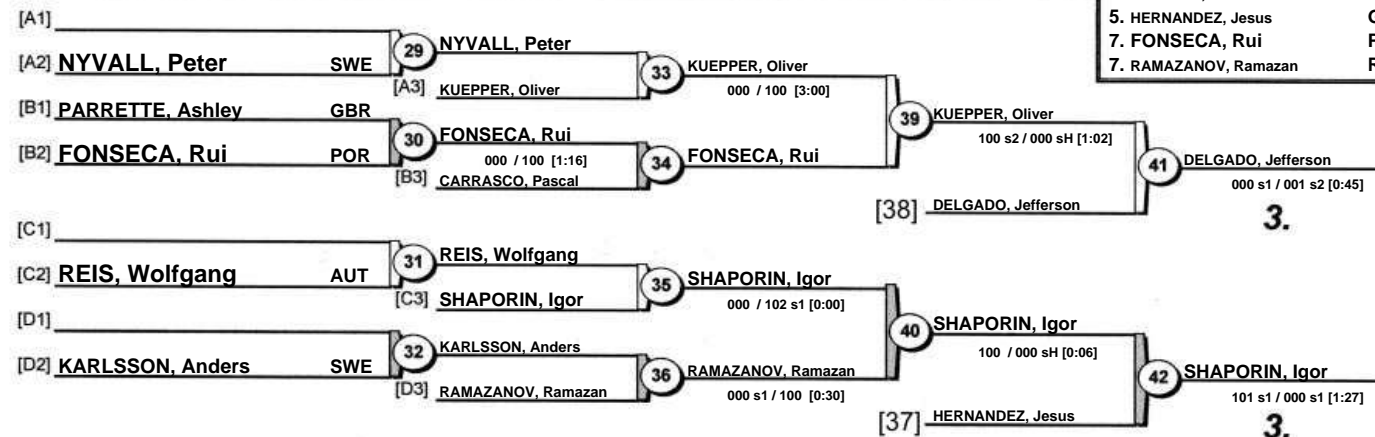 5. HERNANDEZ, Jesus
7. FONSECA, Rui
7. RAMAZANOV, Ramazan
[A1]
[A2] NYVALL, Peter SWE
29
NYVALL, Peter
[A3] KUEPPER, Oliver
33
KUEPPER, Oliver
000 / 100 [3:00]
[B1] PARRETTE, Ashley GBR
[B2] FONSECA, Rui POR
30
FONSECA, Rui
000 / 100 [1:16]
[B3] CARRASCO, Pascal
34
FONSECA, Rui
39
KUEPPER, Oliver
100 s2 / 000 sH [1:02]
[38] DELGADO, Jefferson
41
DELGADO, Jefferson
000 s1 / 001 s2 [0:45]
3.
[C1]
[C2] REIS, Wolfgang AUT
31
REIS, Wolfgang
[C3] SHAPORIN, Igor
35
SHAPORIN, Igor
000 / 102 s1 [0:00]
[D1]
[D2] KARLSSON, Anders SWE
32
KARLSSON, Anders
[D3] RAMAZANOV, Ramazan
36
RAMAZANOV, Ramazan
000 s1 / 100 [0:30]
40
SHAPORIN, Igor
100 / 000 sH [0:06]
[37] HERNANDEZ, Jesus
42
SHAPORIN, Igor
101 s1 / 000 s1 [1:27]
3.